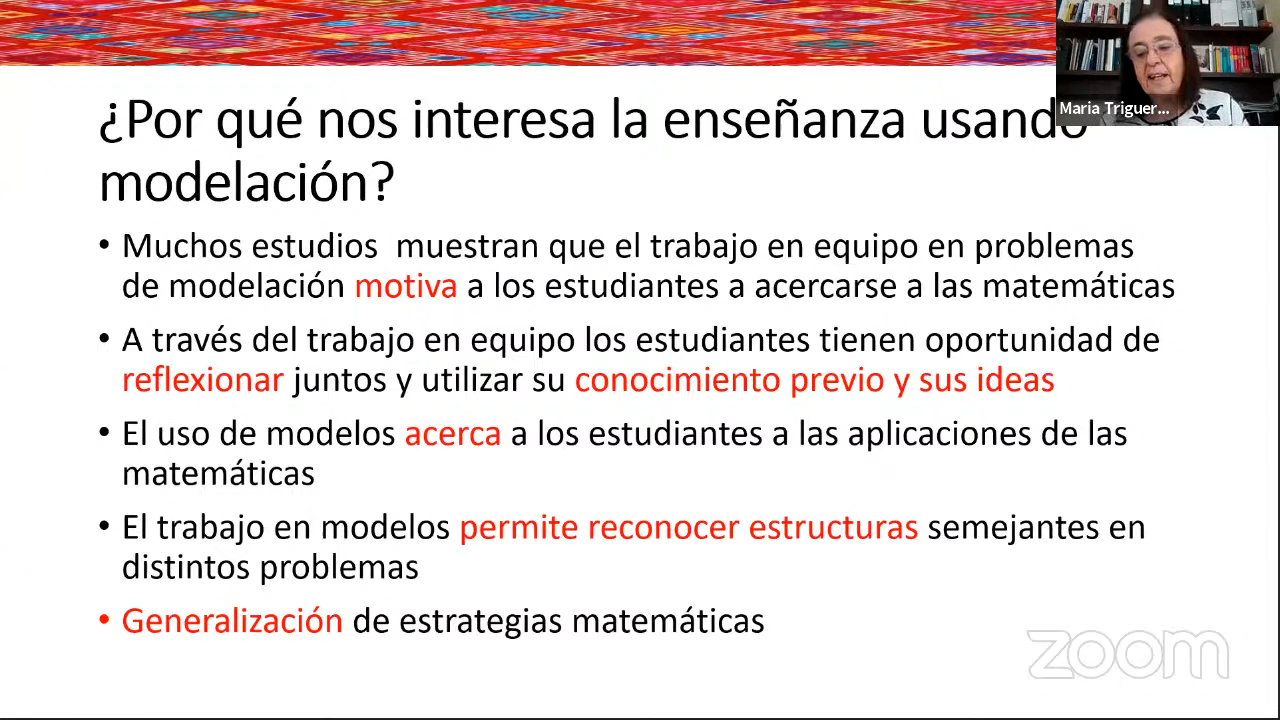 ¿Por qué nos interesa la enseñanza usando
modelación?
Maria Triguer...
• Muchos estudios muestran que el trabajo en equipo en problemas
de modelación motiva a los estudiantes a acercarse a las matemáticas
• A través del trabajo en equipo los estudiantes tienen oportunidad de
reflexionar juntos y utilizar su conocimiento previo y sus ideas
• El uso de modelos acerca a los estudiantes a las aplicaciones de las
matemáticas
• El trabajo en modelos permite reconocer estructuras semejantes en
distintos problemas
• Generalización de estrategias matemáticas
zoom